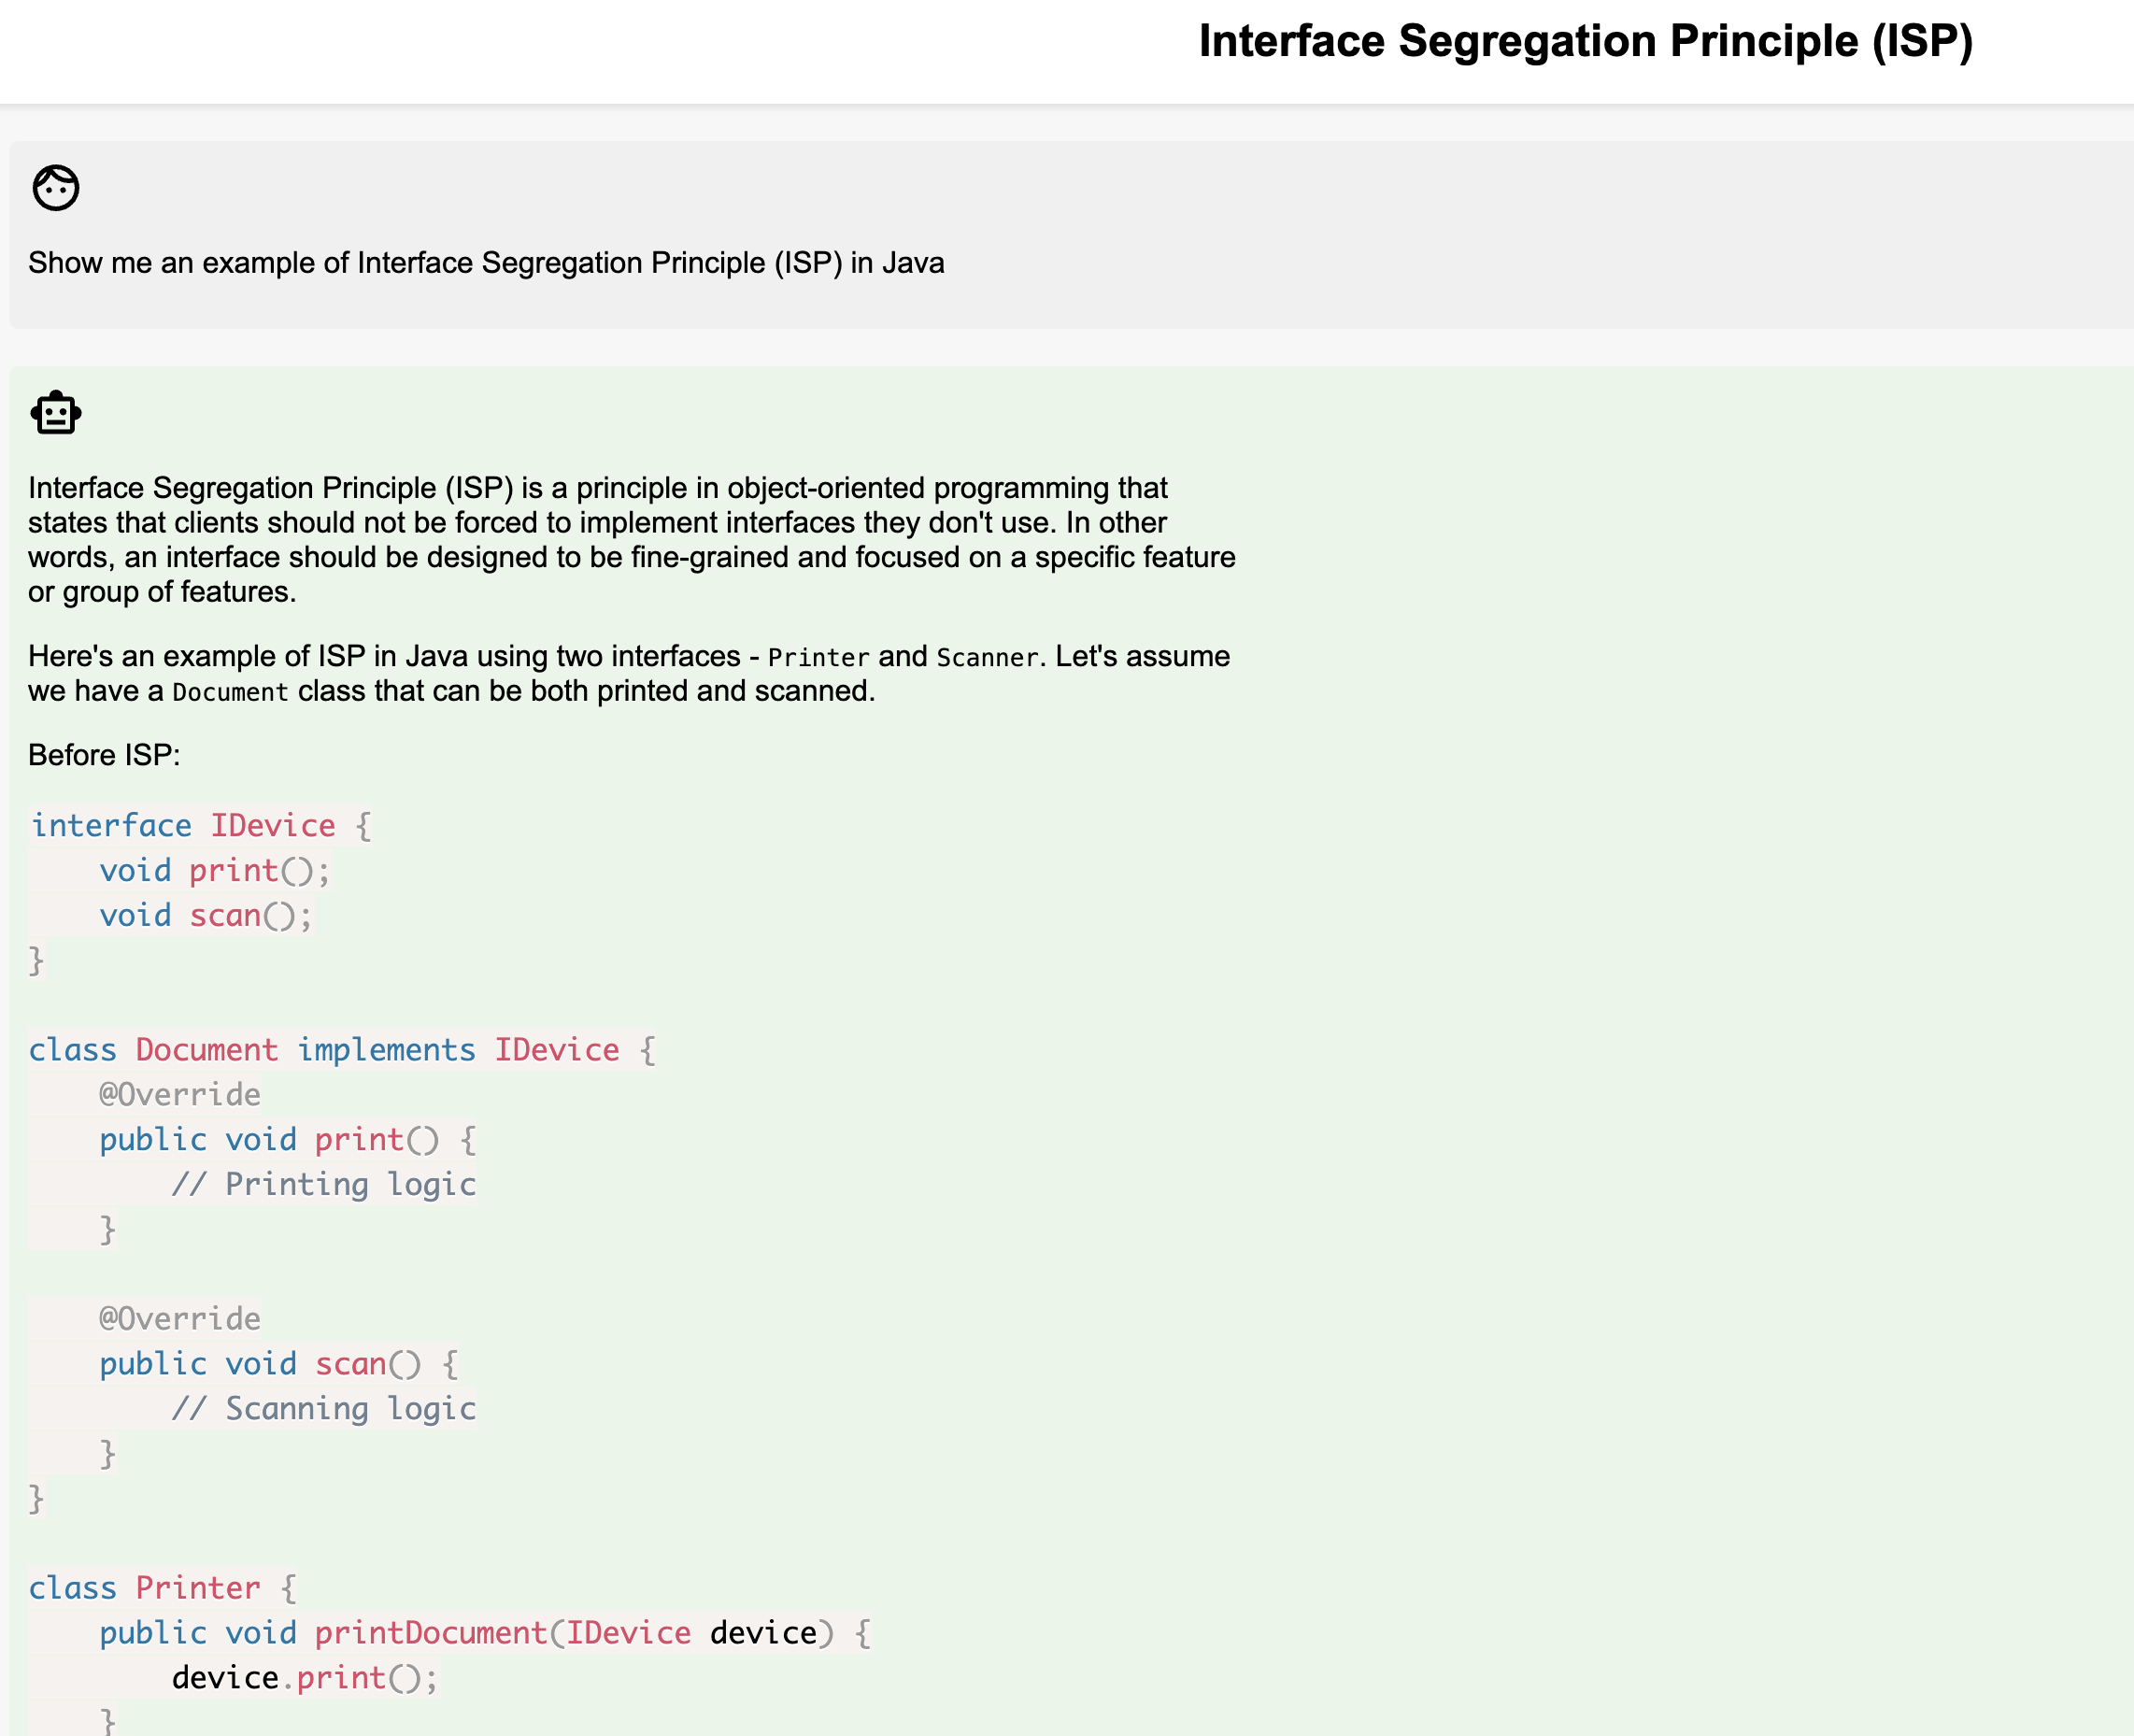 Interface Segregation Principle (ISP)
Show me an example of Interface Segregation Principle (ISP) in Java
Interface Segregation Principle (ISP) is a principle in object-oriented programming that
states that clients should not be forced to implement interfaces they don't use. In other
words, an interface should be designed to be fine-grained and focused on a specific feature
or group of features.
Here's an example of ISP in Java using two interfaces - Printer and Scanner. Let's assume
we have a Document class that can be both printed and scanned.
Before ISP:
interface IDevice {
    void print();
    void scan();
}
class Document implements IDevice {
    @Override
    public void print() {
        // Printing logic
    }
    @Override
    public void scan() {
        // Scanning logic
    }
}
class Printer {
    public void printDocument(IDevice device) {
        device.print();
    }